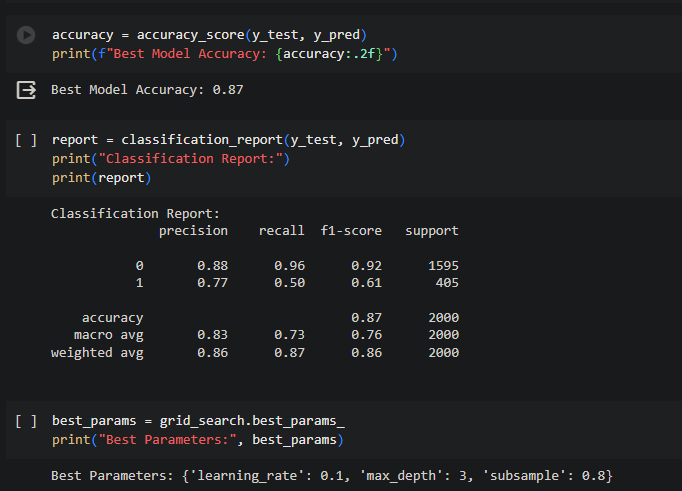 accuracy = accuracy_score(y_test, y_pred)
print(f"Best Model Accuracy: {accuracy:.2f}")
Best Model Accuracy: 0.87
[ ] report = classification_report(y_test, y_pred)
print("Classification Report:")
print(report)
Classification Report:
precision recall f1-score support
0 0.88 0.96 0.92 1595
1 0.77 0.50 0.61 405
accuracy 0.87 2000
macro avg 0.83 0.73 0.76 2000
weighted avg 0.86 0.87 0.86 2000
[ ] best_params = grid_search.best_params_
print("Best Parameters:", best_params)
Best Parameters: {'learning_rate': 0.1, 'max_depth': 3, 'subsample': 0.8}